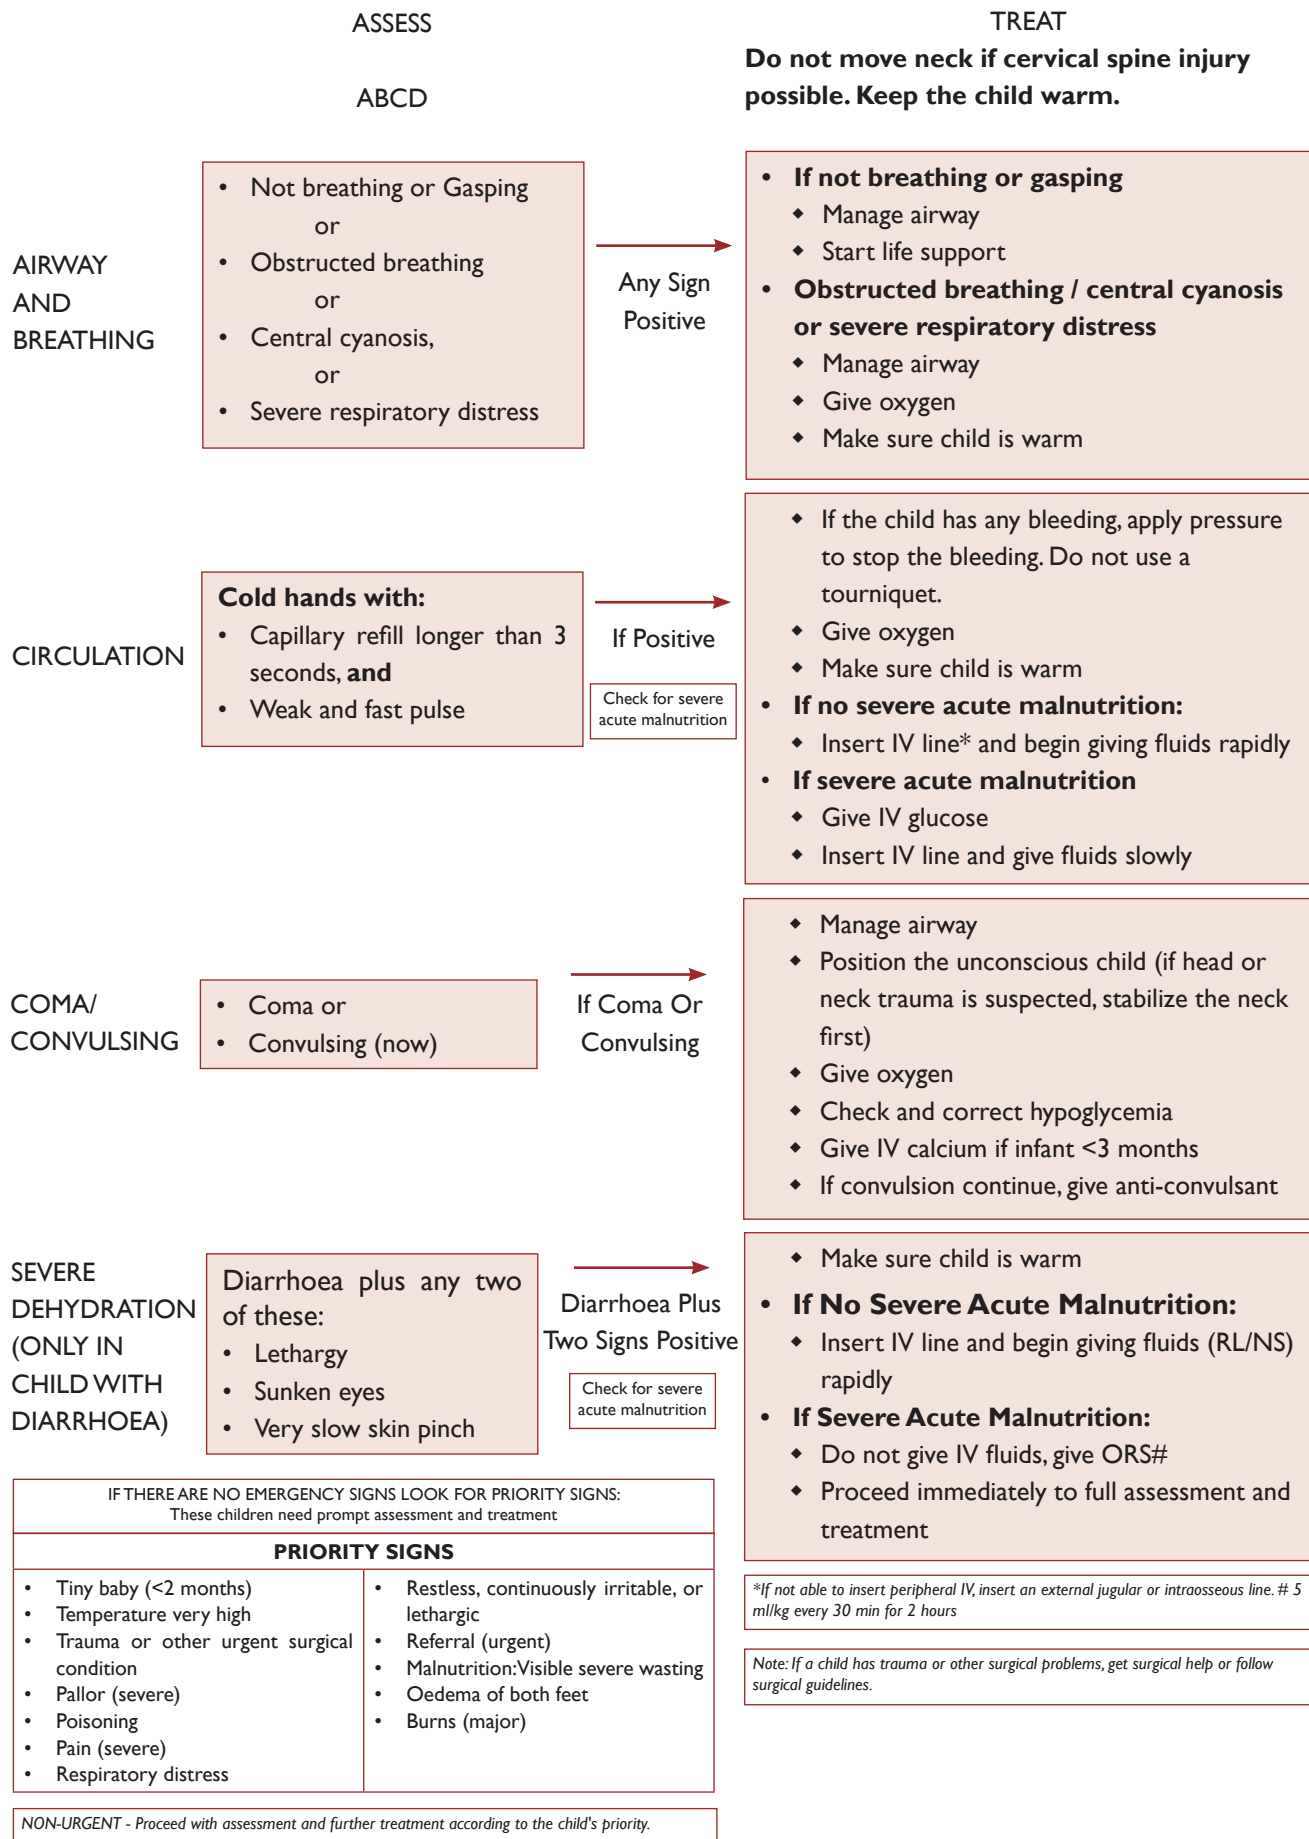 ASSESS
ABCD
TREAT
Do not move neck if cervical spine injury
possible. Keep the child warm.
AIRWAY
AND
BREATHING
• Not breathing or Gasping
or
• Obstructed breathing
or
• Central cyanosis,
or
• Severe respiratory distress
Any Sign
Positive
• If not breathing or gasping
◆ Manage airway
◆ Start life support
• Obstructed breathing / central cyanosis
or severe respiratory distress
◆ Manage airway
◆ Give oxygen
◆ Make sure child is warm
CIRCULATION
Cold hands with:
• Capillary refill longer than 3
seconds, and
• Weak and fast pulse
If Positive
Check for severe
acute malnutrition
◆ If the child has any bleeding, apply pressure
to stop the bleeding. Do not use a
tourniquet.
◆ Give oxygen
◆ Make sure child is warm
• If no severe acute malnutrition:
◆ Insert IV line* and begin giving fluids rapidly
• If severe acute malnutrition
◆ Give IV glucose
◆ Insert IV line and give fluids slowly
COMA/
CONVULSING
• Coma or
• Convulsing (now)
If Coma Or
Convulsing
◆ Manage airway
◆ Position the unconscious child (if head or
neck trauma is suspected, stabilize the neck
first)
◆ Give oxygen
◆ Check and correct hypoglycemia
◆ Give IV calcium if infant <3 months
◆ If convulsion continue, give anti-convulsant
SEVERE
DEHYDRATION
(ONLY IN
CHILD WITH
DIARRHOEA)
Diarrhoea plus any two
of these:
• Lethargy
• Sunken eyes
• Very slow skin pinch
Diarrhoea Plus
Two Signs Positive
Check for severe
acute malnutrition
◆ Make sure child is warm
• If No Severe Acute Malnutrition:
◆ Insert IV line and begin giving fluids (RL/NS)
rapidly
• If Severe Acute Malnutrition:
◆ Do not give IV fluids, give ORS#
◆ Proceed immediately to full assessment and
treatment
IF THERE ARE NO EMERGENCY SIGNS LOOK FOR PRIORITY SIGNS:
These children need prompt assessment and treatment
PRIORITY SIGNS
• Tiny baby (<2 months)
• Temperature very high
• Trauma or other urgent surgical
condition
• Pallor (severe)
• Poisoning
• Pain (severe)
• Respiratory distress
• Restless, continuously irritable, or
lethargic
• Referral (urgent)
• Malnutrition: Visible severe wasting
• Oedema of both feet
• Burns (major)
*If not able to insert peripheral IV, insert an external jugular or intraosseous line. # 5
ml/kg every 30 min for 2 hours
Note: If a child has trauma or other surgical problems, get surgical help or follow
surgical guidelines.
NON-URGENT - Proceed with assessment and further treatment according to the child's priority.